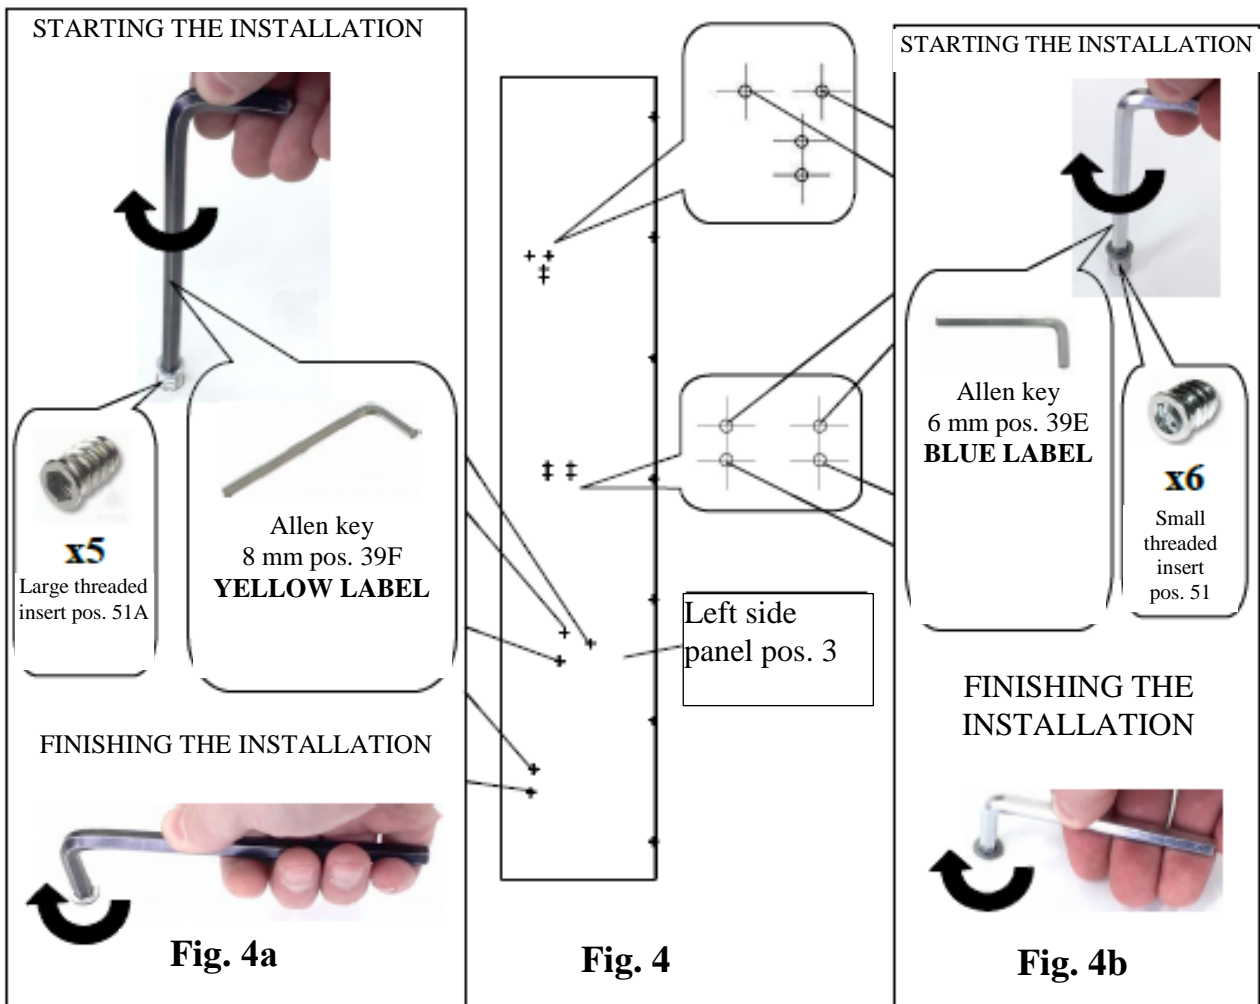 STARTING THE INSTALLATION
x5
Large threaded
insert pos. 51A
Allen key
8 mm pos. 39F
YELLOW LABEL
FINISHING THE INSTALLATION
Fig. 4a
Left side
panel pos. 3
Fig. 4
STARTING THE INSTALLATION
Allen key
6 mm pos. 39E
BLUE LABEL
x6
Small
threaded
insert
pos. 51
FINISHING THE
INSTALLATION
Fig. 4b